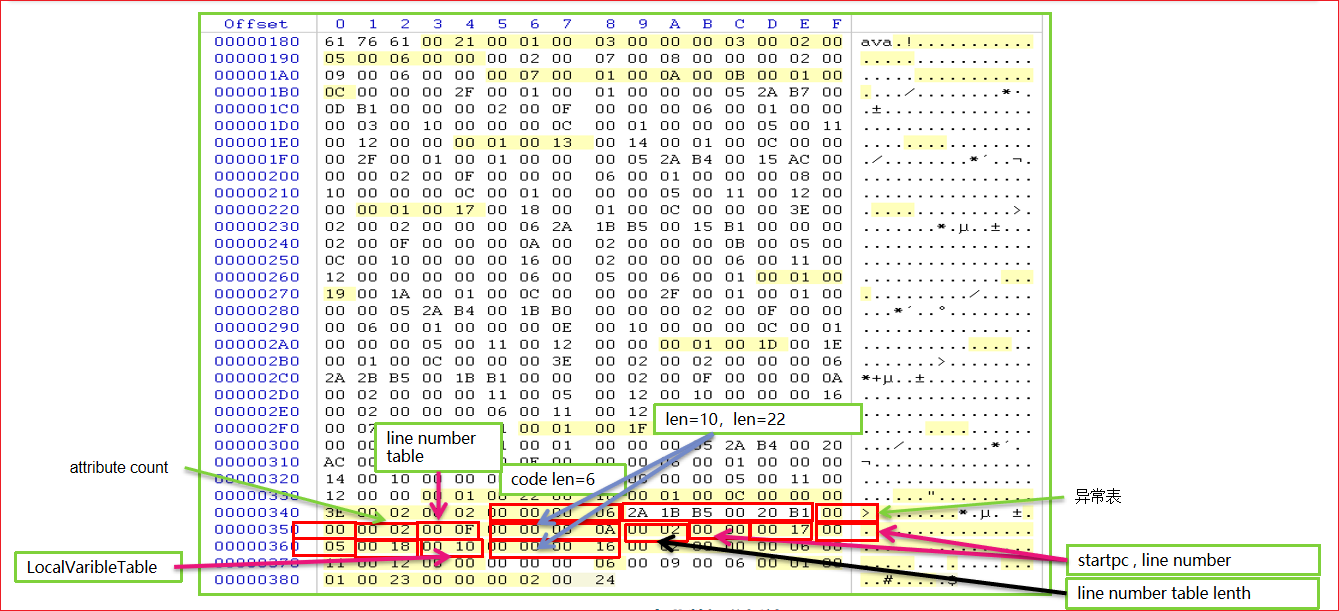 Offset 0 1 2 3 4 5 6 7 8 9 A B C D E F
00000180 61 76 61 00 21 00 01 00 03 00 00 00 03 00 02 00 ava.!...........
00000190 05 00 06 00 00 00 02 00 07 00 08 00 00 00 02 00 ................
000001A0 09 00 06 00 00 00 07 00 01 00 0A 00 0B 00 01 00 ................
000001B0 0C 00 00 00 2F 00 01 00 01 00 00 00 05 2A B7 00 ..../........*·.
000001C0 0D B1 00 00 00 02 00 0F 00 00 00 06 00 01 00 00 .±..............
000001D0 00 03 00 10 00 00 00 0C 00 01 00 00 00 05 00 11 ................
000001E0 00 12 00 00 00 01 00 13 00 14 00 01 00 0C 00 00 ................
000001F0 00 2F 00 01 00 01 00 00 00 05 2A B4 00 15 AC 00 ./........*´..¬.
00000200 00 00 02 00 0F 00 00 00 06 00 01 00 00 00 08 00 ................
00000210 10 00 00 00 0C 00 01 00 00 00 05 00 11 00 12 00 ................
00000220 00 00 01 00 17 00 18 00 01 00 0C 00 00 00 3E 00 ..............>.
00000230 02 00 02 00 00 00 06 2A 1B B5 00 15 B1 00 00 00 .......*.µ..±...
00000240 02 00 0F 00 00 00 0A 00 02 00 00 00 0B 00 05 00 ................
00000250 0C 00 10 00 00 00 16 00 02 00 00 00 06 00 11 00 ................
00000260 12 00 00 00 00 00 06 00 05 00 06 00 01 00 01 00 ................
00000270 19 00 1A 00 01 00 0C 00 00 00 2F 00 01 00 01 00 ........../.....
00000280 00 00 05 2A B4 00 1B B0 00 00 00 02 00 0F 00 00 ...*´..°........
00000290 00 06 00 01 00 00 00 0E 00 10 00 00 00 0C 00 01 ................
000002A0 00 00 00 05 00 11 00 12 00 00 00 01 00 1D 00 1E ................
000002B0 00 01 00 0C 00 00 00 3E 00 02 00 02 00 00 00 06 .......>........
000002C0 2A 2B B5 00 1B B1 00 00 00 02 00 0F 00 00 00 0A *+µ..±..........
000002D0 00 02 00 00 00 11 00 05 00 12 00 10 00 00 00 16 ................
000002E0 00 02 00 00 00 06 00 11 00 12
len=10, len=22
000002F0 00 00 01 00 1F
line number
table
00000300 00 01 00 00 00 2A B4 00 20
attribute count
00000310 AC 00 00 01 00 00 00
code len=6
00000320 14 00 10 00 00 05 00 11 00
00000330 12 00 00 00 01 00 22 00 01 00 0C 00 00 00
异常表
00000340 3E 00 02 00 02 00 00 00 06 2A 1B B5 00 20 B1 00 00
00000350 00 00 02 00 0F 00 00 00 0A 00 02 00 00 00 17 00
00000360 05 00 18 00 10 00 00 00 16 00
startpc , line number
LocalVaribleTable
00000370 11 00 12 00 00 00 00 00 06 00 09 00 06 00 01 00
line number table lenth
00000380 01 00 23 00 00 00 02 00 24 ..#.....$